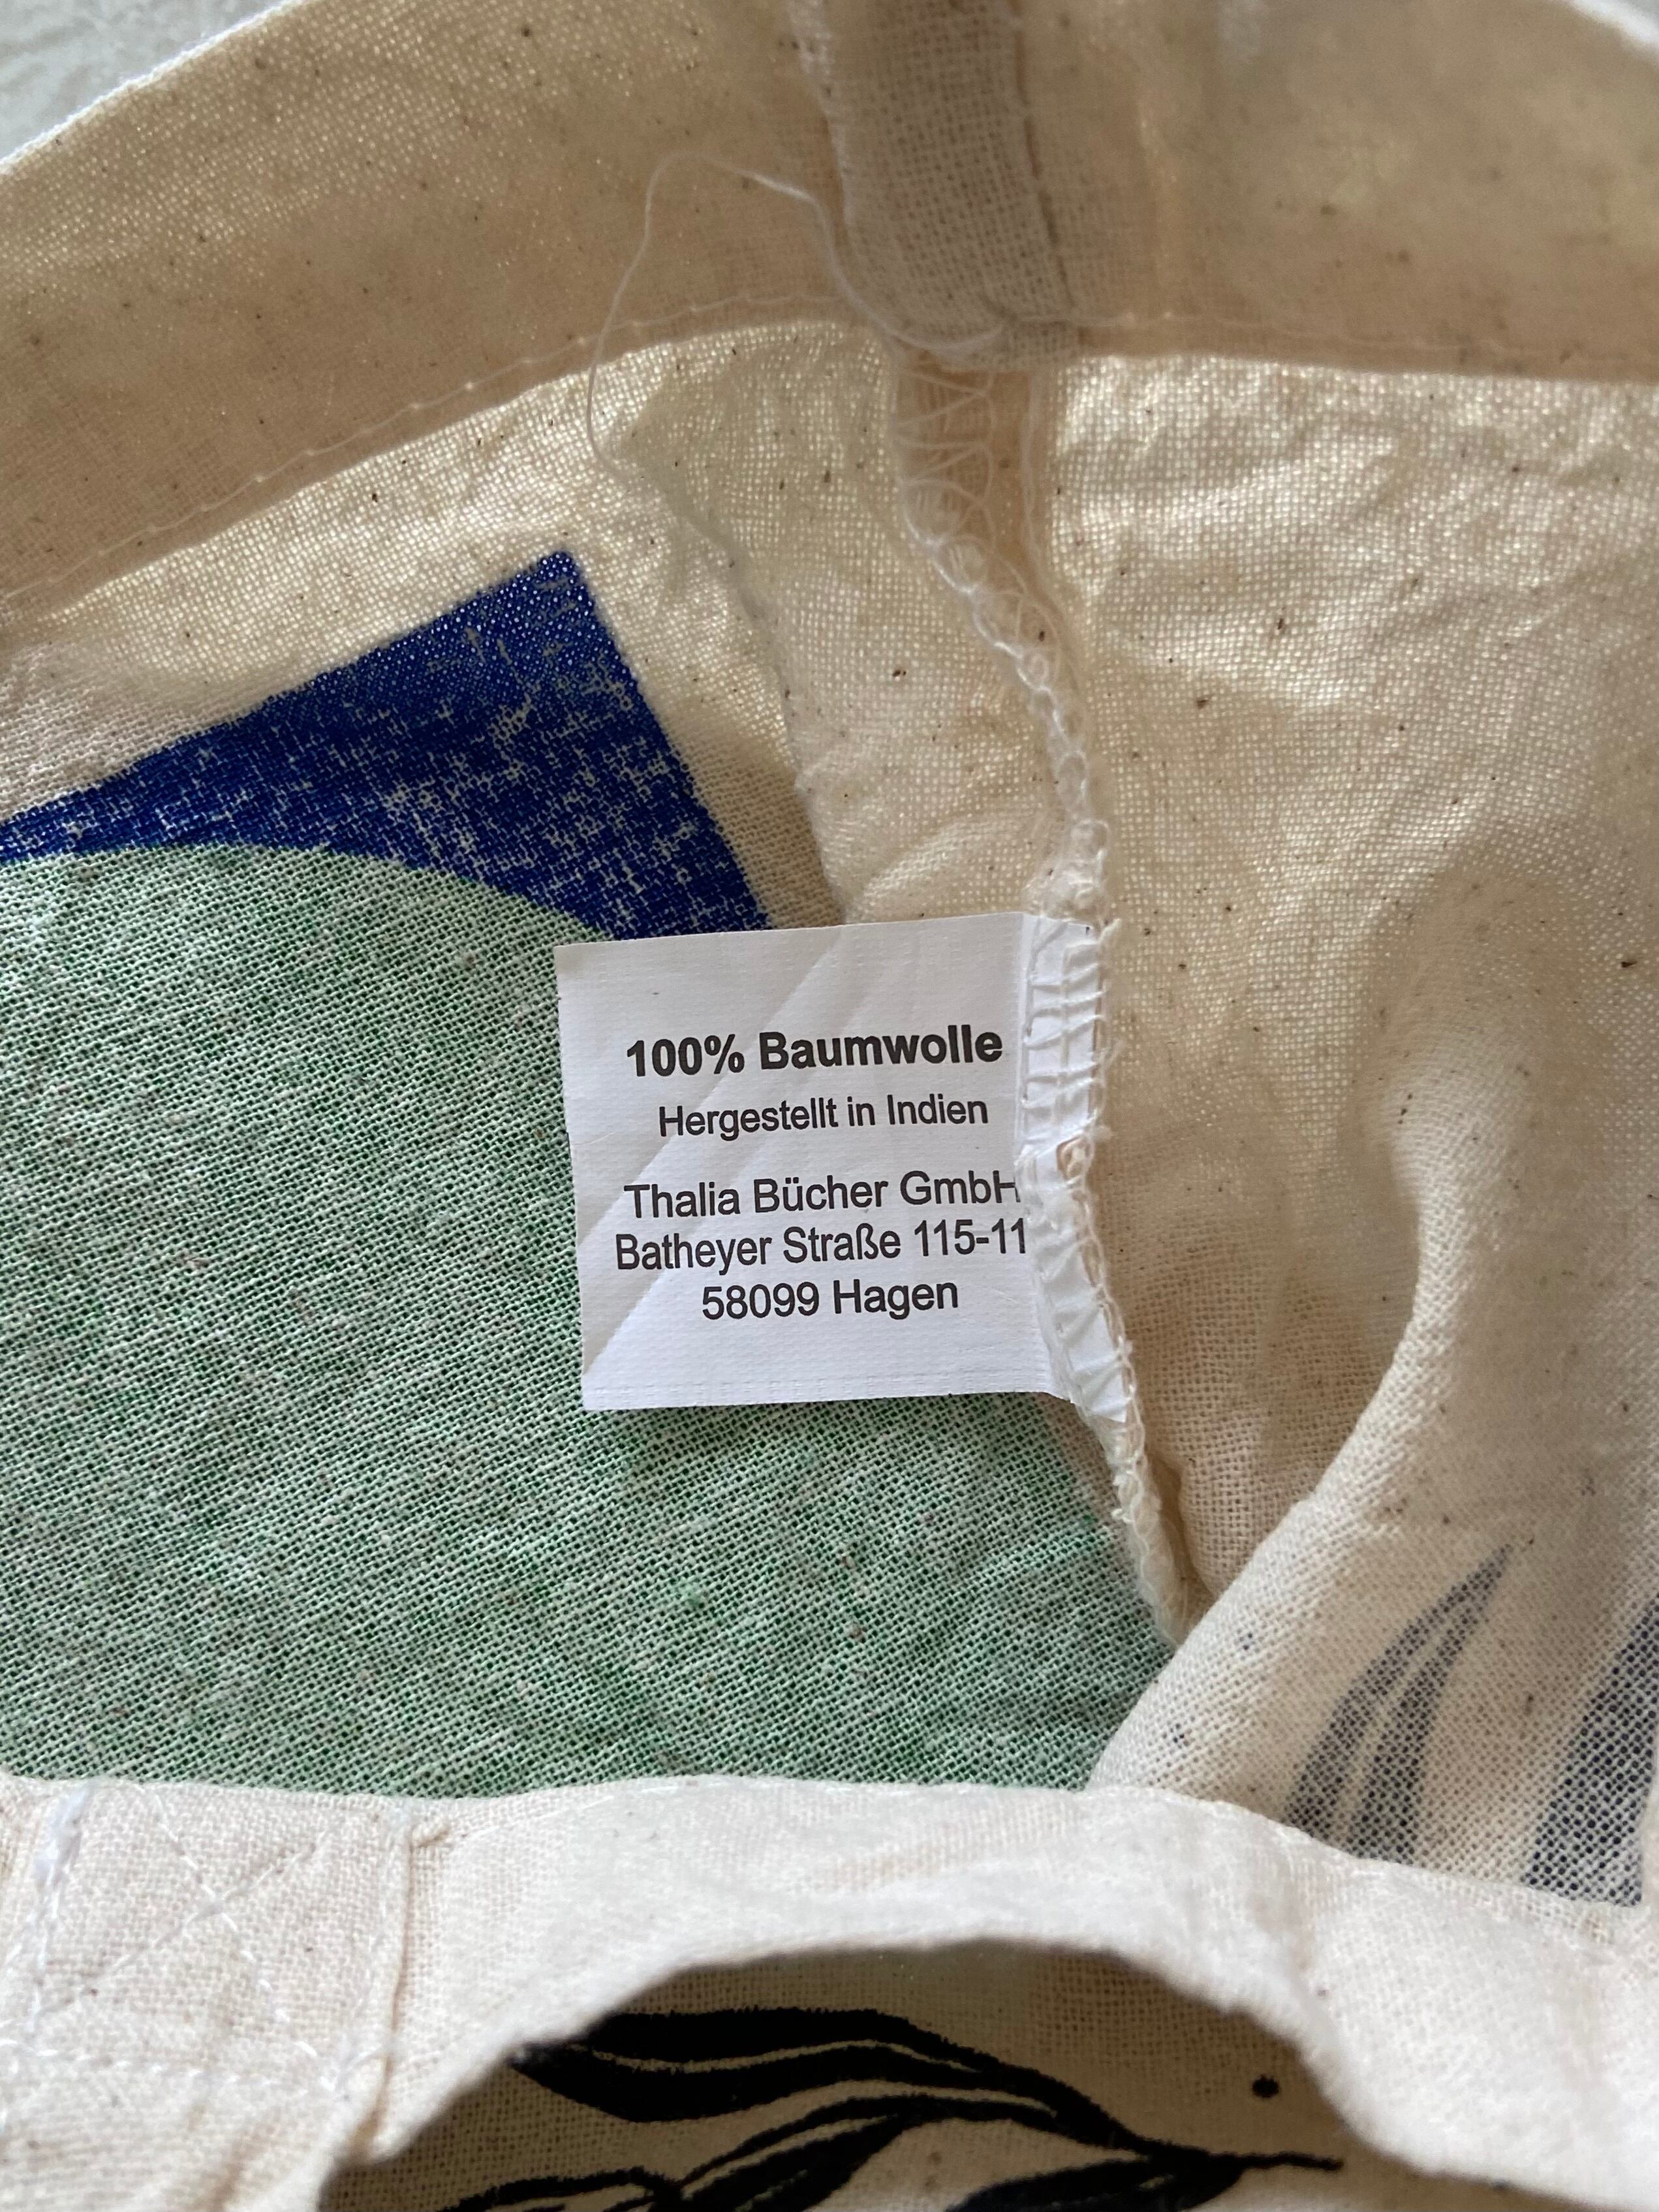 100% Baumwolle
Hergestellt in Indien
Thalia Bücher GmbH
Batheyer Straße 115-11
58099 Hagen